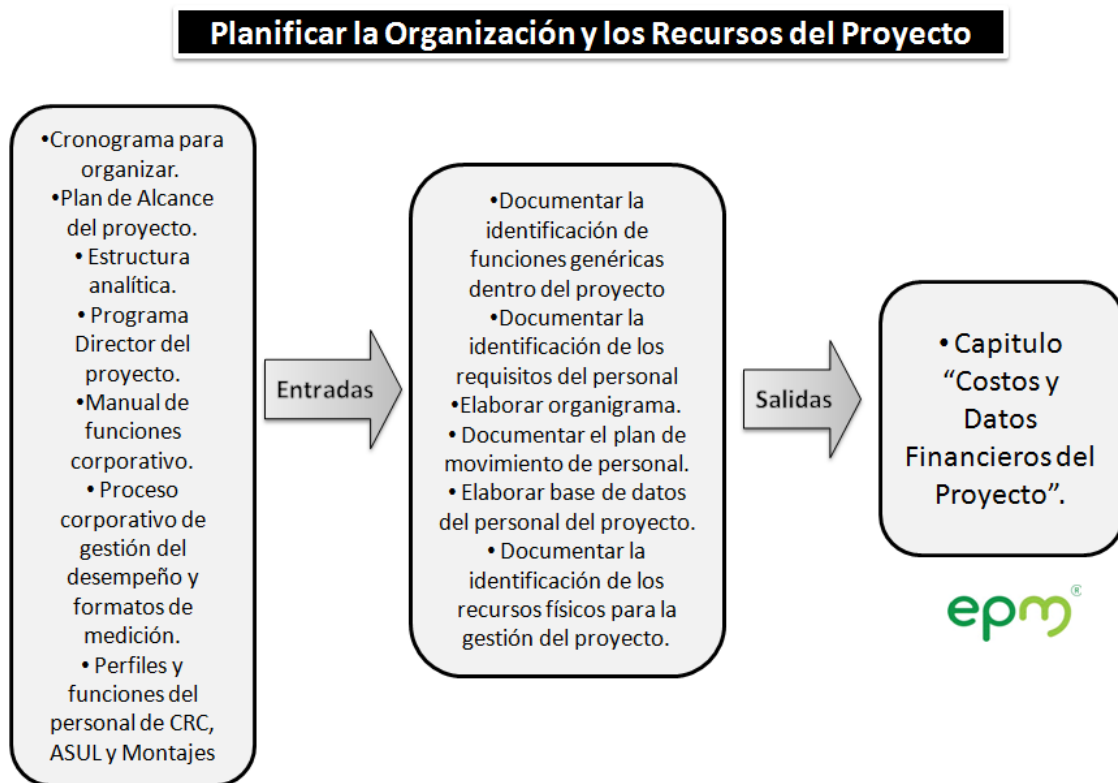 Planificar la Organización y los Recursos del Proyecto
•Cronograma para
organizar.
•Plan de Alcance
del proyecto.
• Estructura
analítica.
• Programa
Director del
proyecto.
•Manual de
funciones
corporativo.
• Proceso
corporativo de
gestión del
desempeño y
formatos de
medición.
• Perfiles y
funciones del
personal de CRC,
ASUL y Montajes
Entradas
•Documentar la
identificación de
funciones genéricas
dentro del proyecto
•Documentar la
identificación de los
requisitos del personal
•Elaborar organigrama.
• Documentar el plan de
movimiento de personal.
• Elaborar base de datos
del personal del proyecto.
• Documentar la
identificación de los
recursos físicos para la
gestión del proyecto.
Salidas
• Capitulo
“Costos y
Datos
Financieros del
Proyecto”.
epm®